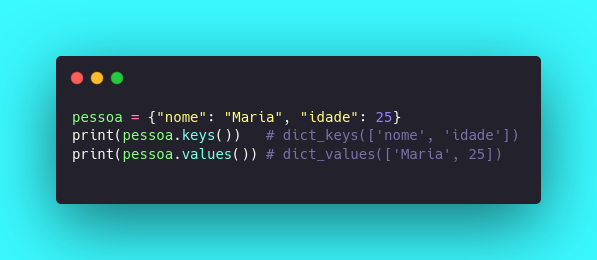 pessoa = {"nome": "Maria", "idade": 25}
print(pessoa.keys())   # dict_keys(['nome', 'idade'])
print(pessoa.values()) # dict_values(['Maria', 25])